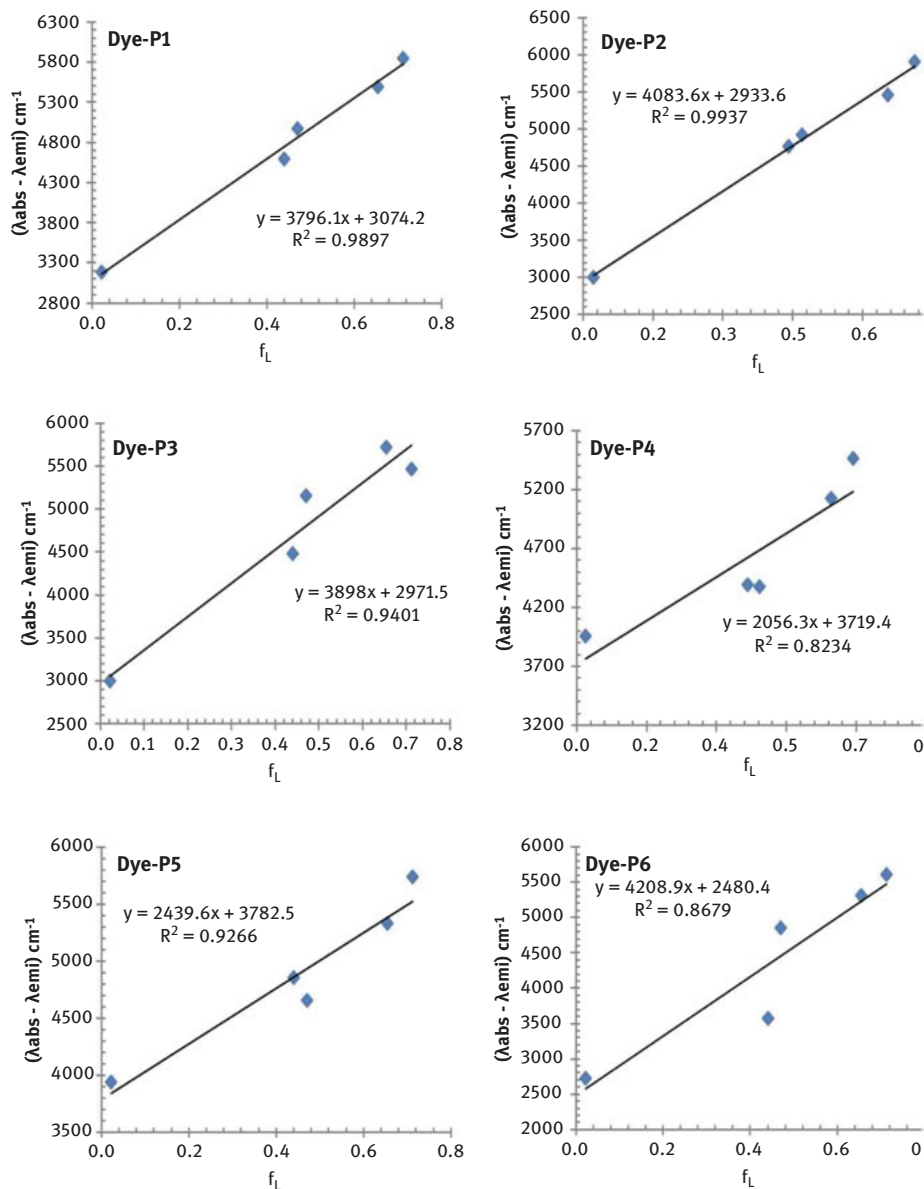 Dye-P1
(λabs - λemi) cm⁻¹
5800
5300
4800
4300
3800
3300
2800
y = 3796.1x + 3074.2
R² = 0.9897
0.0 0.2 0.4 0.6 0.8
fL
Dye-P2
(λabs - λemi) cm⁻¹
6500
6000
5500
5000
4500
4000
3500
3000
2500
y = 4083.6x + 2933.6
R² = 0.9937
0.0 0.2 0.3 0.5 0.6
fL
Dye-P3
(λabs - λemi) cm⁻¹
6000
5500
5000
4500
4000
3500
3000
2500
y = 3898x + 2971.5
R² = 0.9401
0.0 0.1 0.2 0.3 0.4 0.5 0.6 0.7 0.8
fL
Dye-P4
(λabs - λemi) cm⁻¹
5700
5200
4700
4200
3700
3200
y = 2056.3x + 3719.4
R² = 0.8234
0.0 0.2 0.4 0.5 0.7 0
fL
Dye-P5
(λabs - λemi) cm⁻¹
6000
5500
5000
4500
4000
3500
y = 2439.6x + 3782.5
R² = 0.9266
0.0 0.2 0.4 0.6 0.8
fL
Dye-P6
(λabs - λemi) cm⁻¹
6000
5500
5000
4500
4000
3500
3000
2500
2000
y = 4208.9x + 2480.4
R² = 0.8679
0.0 0.2 0.4 0.6 0
fL